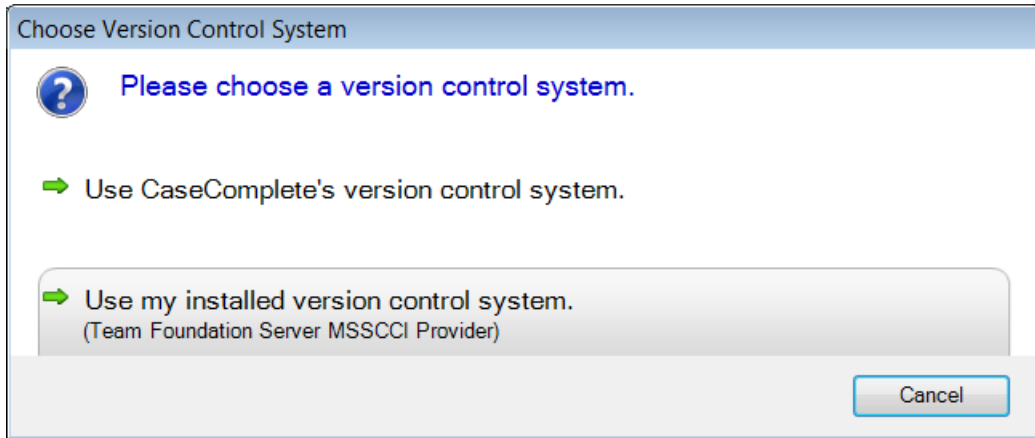 Choose Version Control System
Please choose a version control system.
Use CaseComplete's version control system.
Use my installed version control system.
(Team Foundation Server MSSCCI Provider)
Cancel